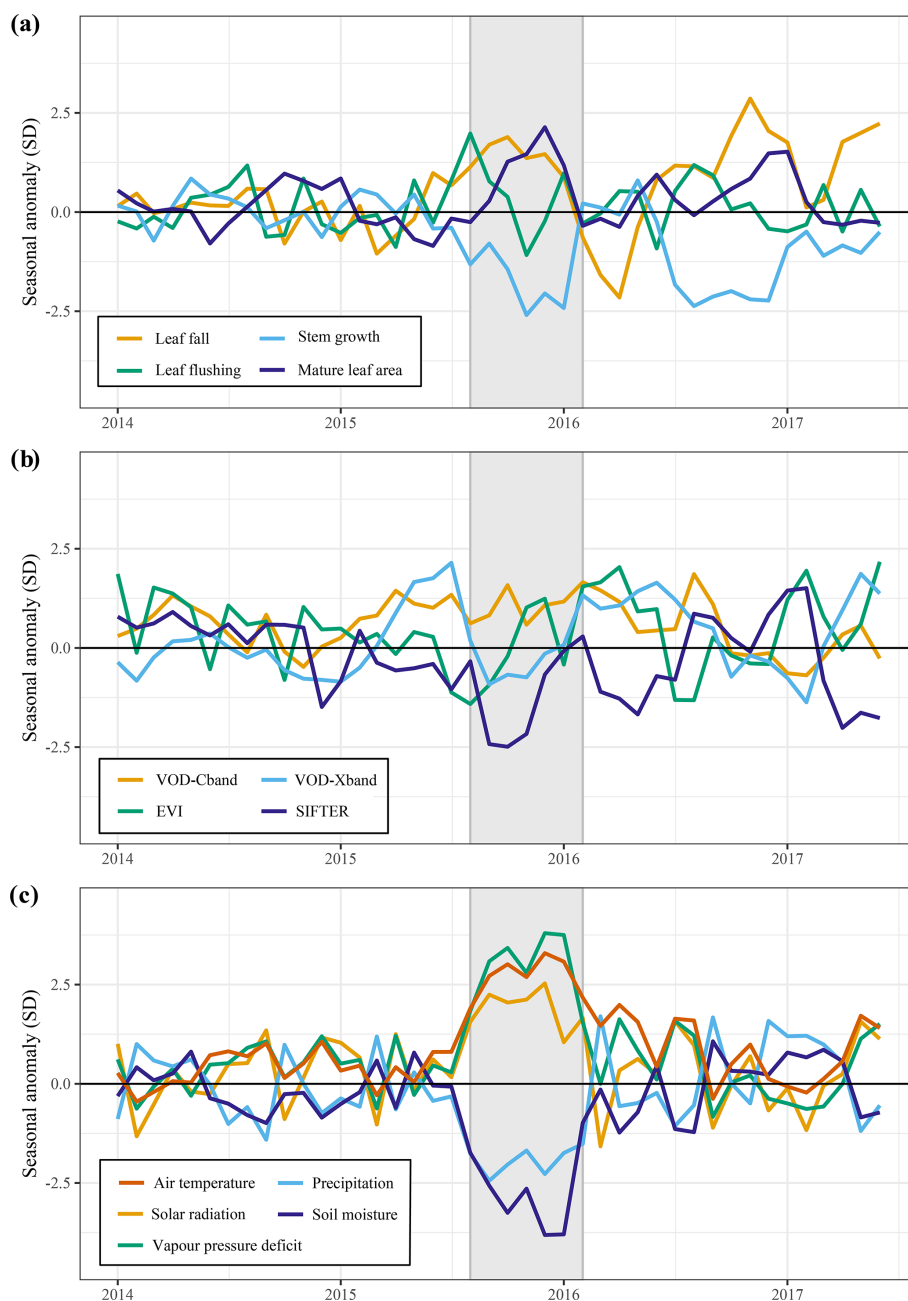 (a)
Seasonal anomaly (SD)
2.5
0.0
-2.5
Leaf fall
Stem growth
Leaf flushing
Mature leaf area
2014
2015
2016
2017
(b)
Seasonal anomaly (SD)
2.5
0.0
-2.5
VOD-Cband
VOD-Xband
EVI
SIFTER
2014
2015
2016
2017
(c)
Seasonal anomaly (SD)
2.5
0.0
-2.5
Air temperature
Precipitation
Solar radiation
Soil moisture
Vapour pressure deficit
2014
2015
2016
2017